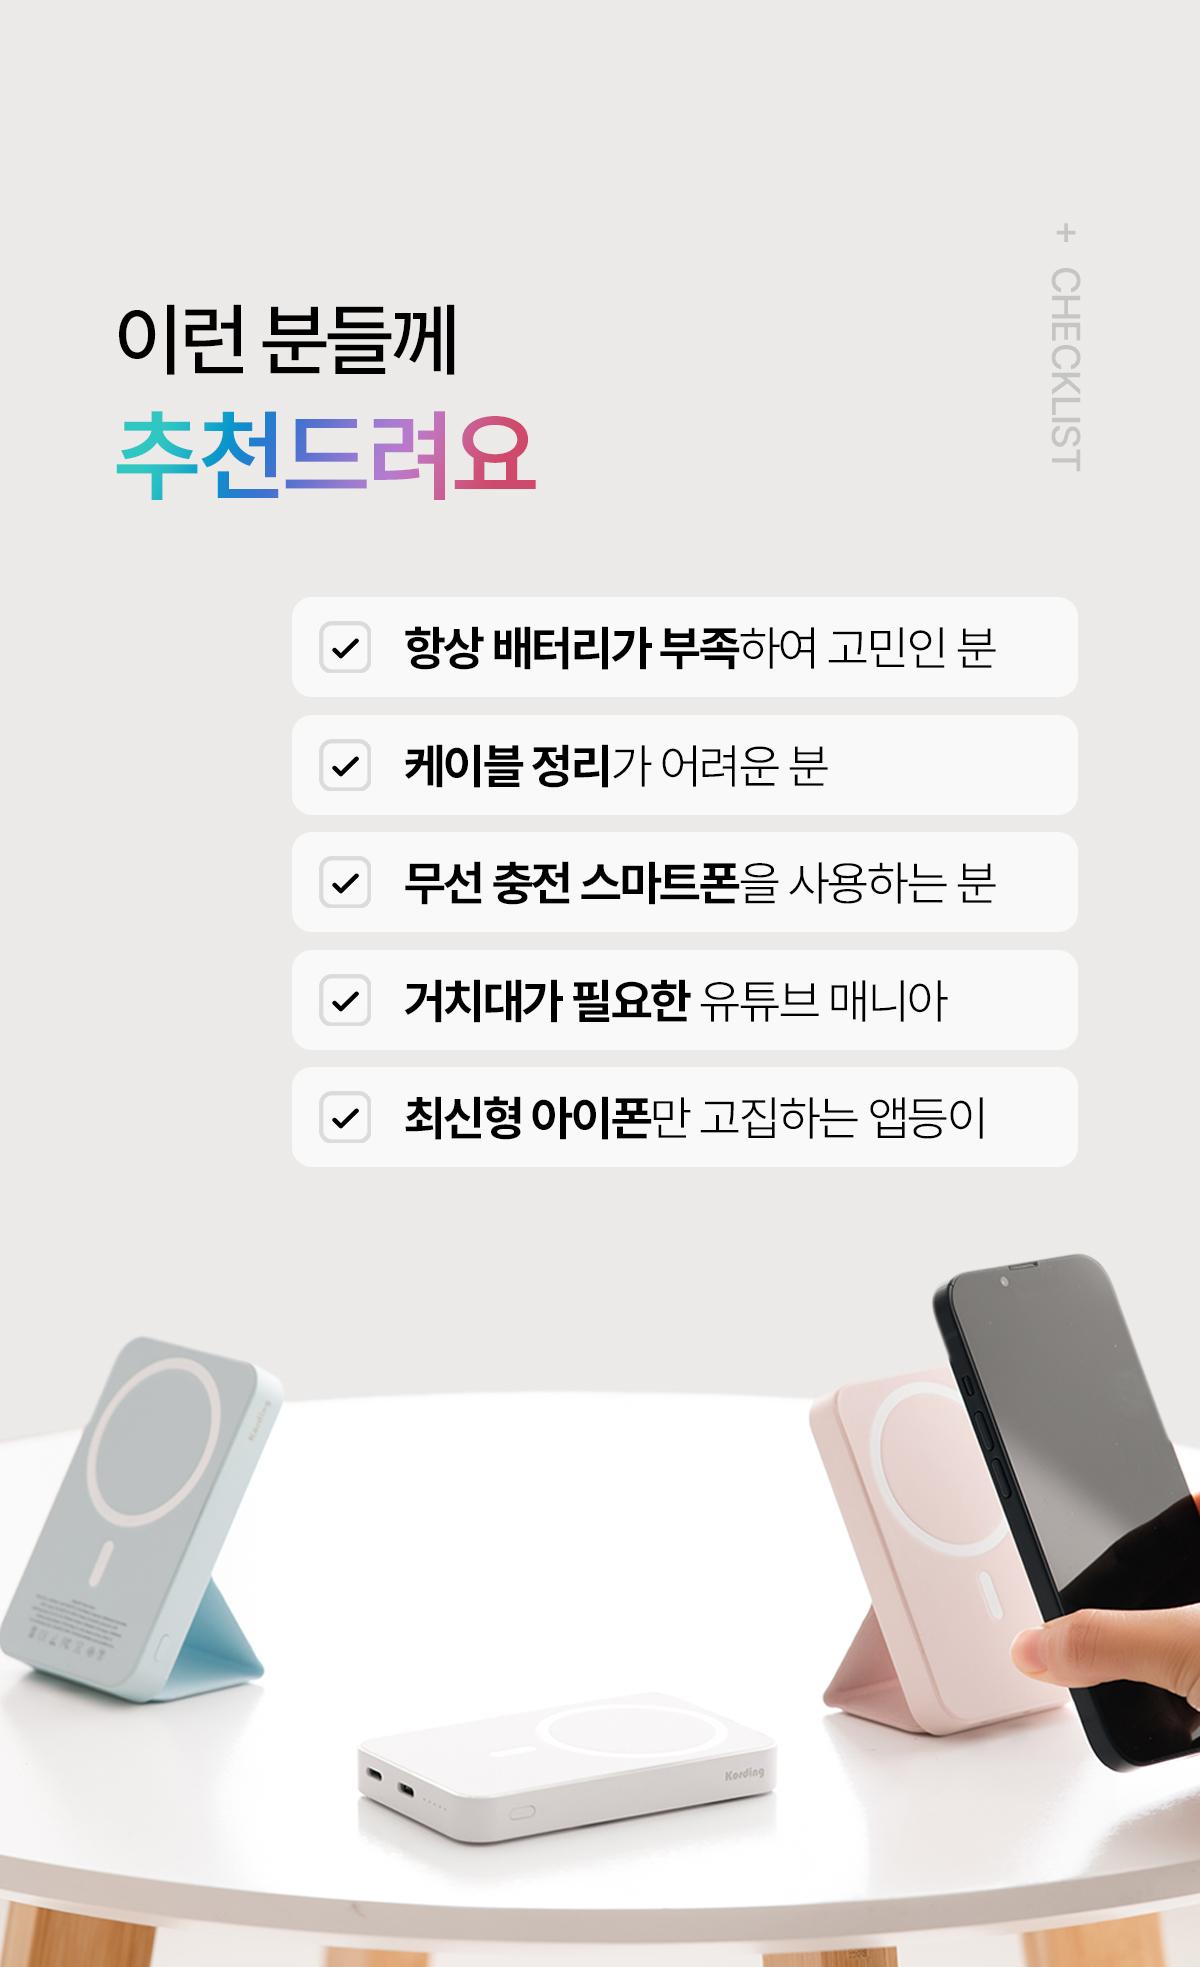 + CHECKLIST
이런 분들께
추천드려요
항상 배터리가 부족하여 고민인 분
케이블 정리가 어려운 분
무선 충전 스마트폰을 사용하는 분
거치대가 필요한 유튜브 매니아
최신형 아이폰만 고집하는 앱등이
Kording
Kording